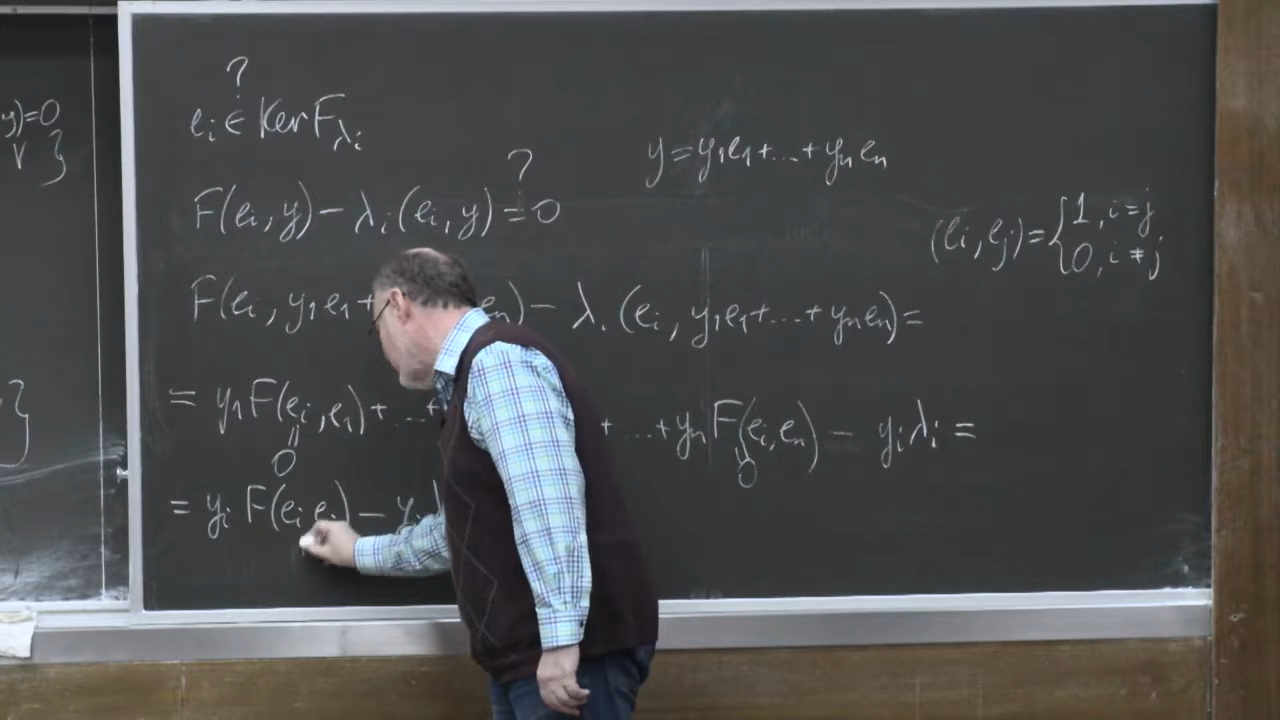 y)=0
V }
}
?
eᵢ ∈ Ker F_λᵢ
y=y₁e₁+...+yₙeₙ
?
F(eᵢ,y)-λᵢ(eᵢ,y)=0
(eᵢ,eⱼ)={1, i=j
0, i≠j
F(eᵢ, y₁e₁+ eₙ)- λᵢ(eᵢ, y₁e₁+...+yₙeₙ)=
= y₁F(eᵢ,e₁)+...+ +...+yₙF(eᵢ,eₙ) - yᵢλᵢ =
0 0
= yᵢ F(eᵢ eᵢ) - yᵢλ